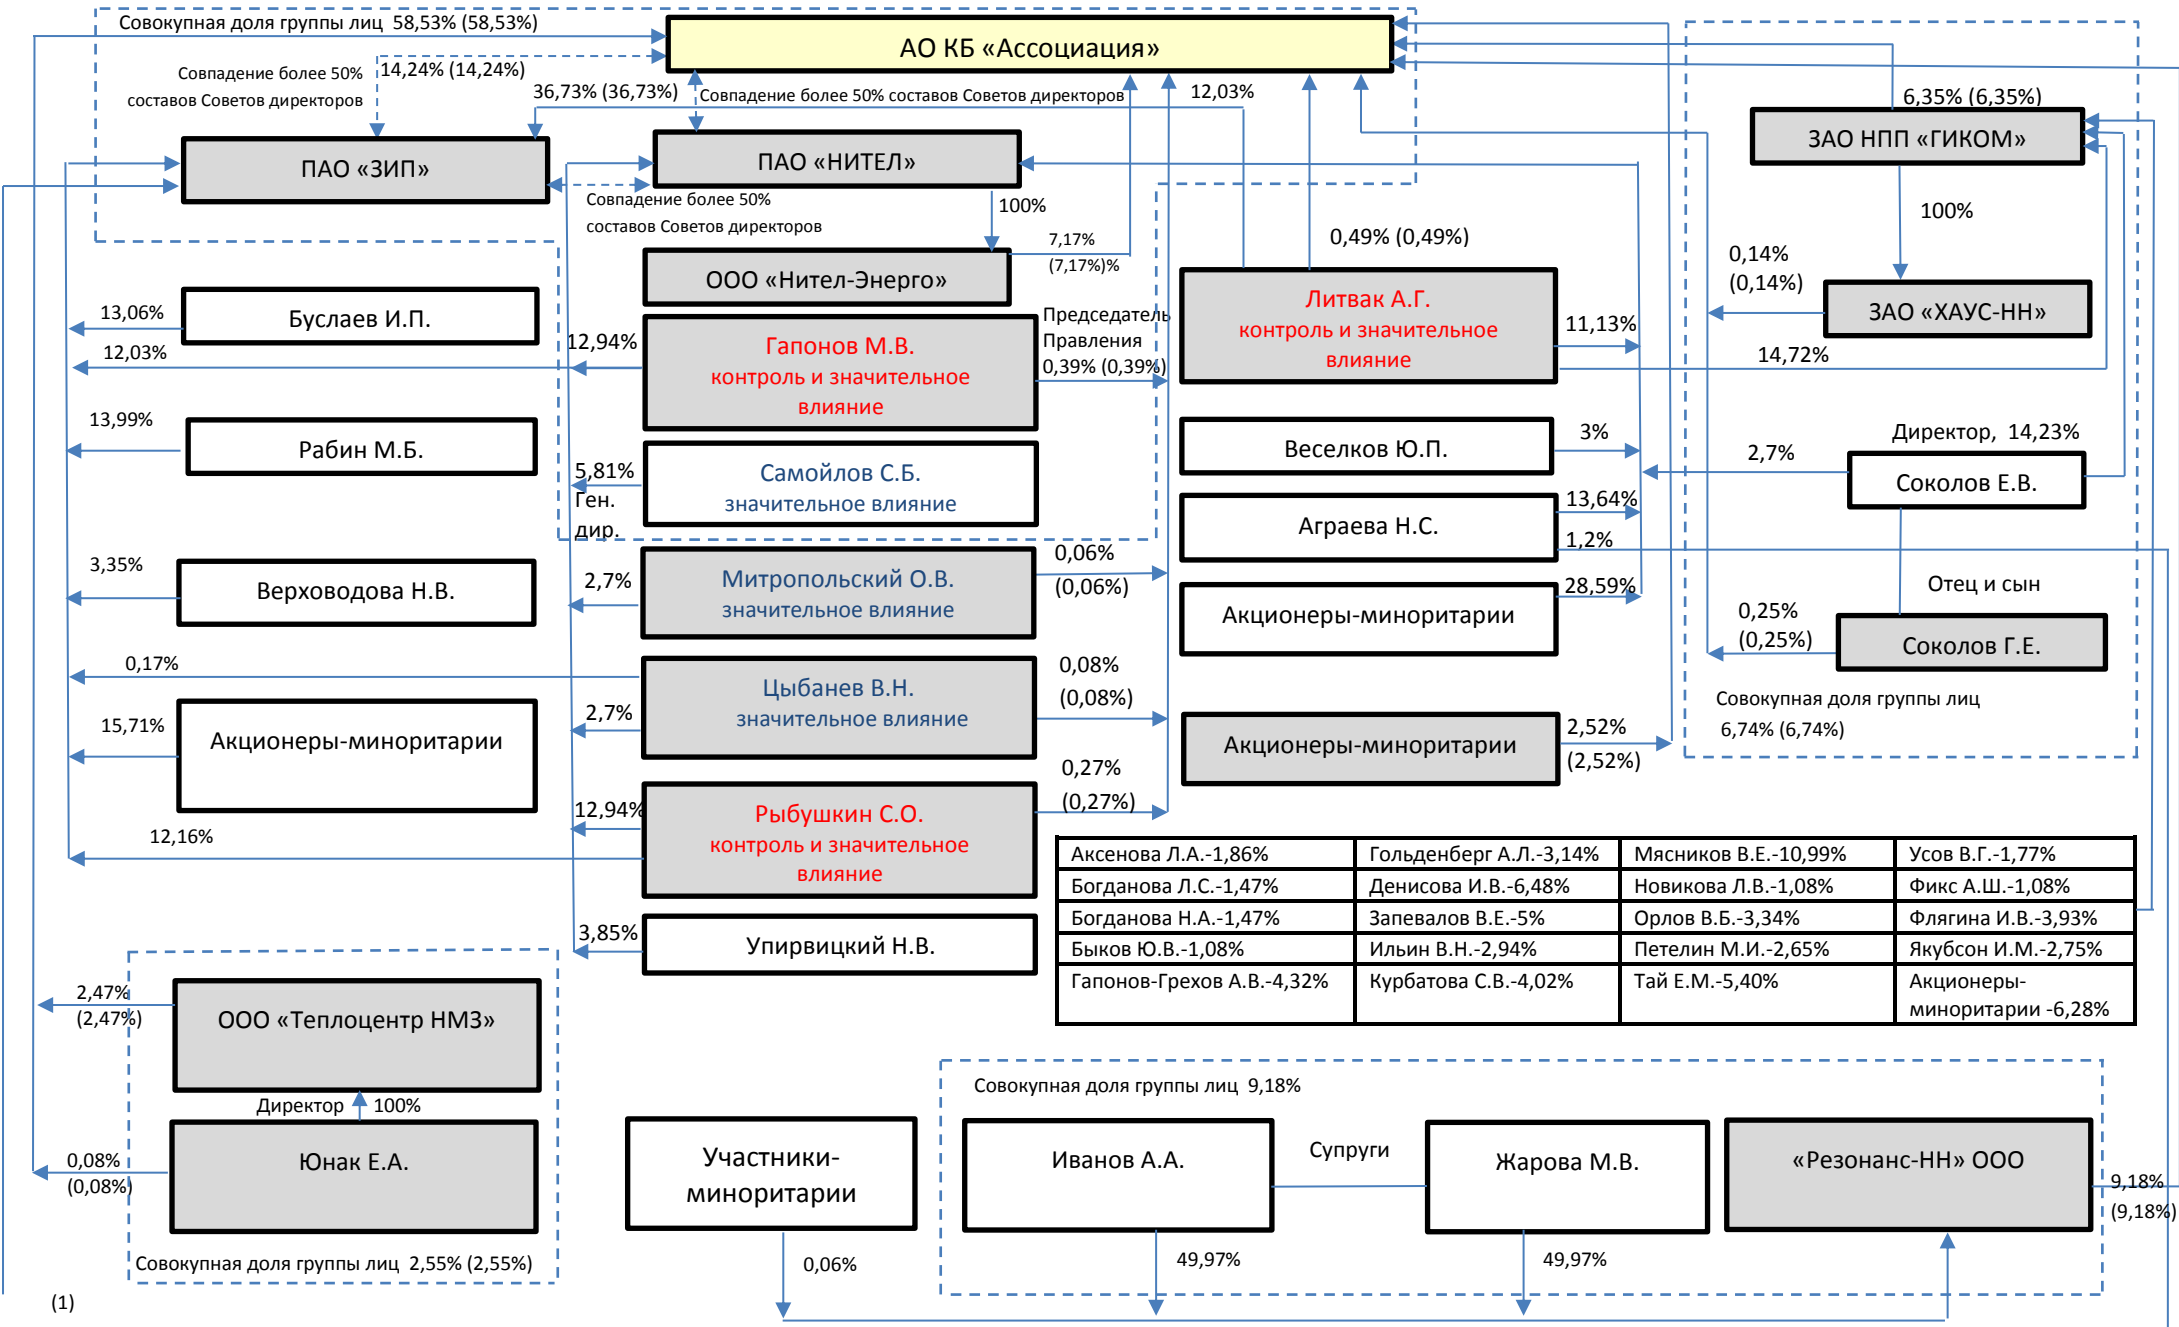 Совокупная доля группы лиц 58,53% (58,53%)
АО КБ «Ассоциация»
Совпадение более 50%
составов Советов директоров
14,24% (14,24%)
36,73% (36,73%)
Совпадение более 50% составов Советов директоров
12,03%
6,35% (6,35%)
ПАО «ЗИП»
ПАО «НИТЕЛ»
ЗАО НПП «ГИКОМ»
Совпадение более 50%
составов Советов директоров
100%
7,17%
(7,17%)%
0,49% (0,49%)
100%
0,14%
(0,14%)
ООО «Нител-Энерго»
ЗАО «ХАУС-НН»
13,06%
Буслаев И.П.
12,03%
12,94%
Гапонов М.В.
контроль и значительное
влияние
Председатель
Правления
0,39% (0,39%)
Литвак А.Г.
контроль и значительное
влияние
11,13%
14,72%
13,99%
Рабин М.Б.
5,81%
Ген.
дир.
Самойлов С.Б.
значительное влияние
Веселков Ю.П.
3%
2,7%
Директор, 14,23%
Соколов Е.В.
Аграева Н.С.
13,64%
1,2%
3,35%
Верховодова Н.В.
2,7%
Митропольский О.В.
значительное влияние
0,06%
(0,06%)
Акционеры-миноритарии
28,59%
Отец и сын
0,25%
(0,25%)
Соколов Г.Е.
0,17%
2,7%
Цыбанев В.Н.
значительное влияние
0,08%
(0,08%)
Совокупная доля группы лиц
6,74% (6,74%)
15,71%
Акционеры-миноритарии
Акционеры-миноритарии
2,52%
(2,52%)
12,16%
12,94%
Рыбушкин С.О.
контроль и значительное
влияние
0,27%
(0,27%)
3,85%
Упирвицкий Н.В.
Аксенова Л.А.-1,86%
Гольденберг А.Л.-3,14%
Мясников В.Е.-10,99%
Усов В.Г.-1,77%
Богданова Л.С.-1,47%
Денисова И.В.-6,48%
Новикова Л.В.-1,08%
Фикс А.Ш.-1,08%
Богданова Н.А.-1,47%
Запевалов В.Е.-5%
Орлов В.Б.-3,34%
Флягина И.В.-3,93%
Быков Ю.В.-1,08%
Ильин В.Н.-2,94%
Петелин М.И.-2,65%
Якубсон И.М.-2,75%
Гапонов-Грехов А.В.-4,32%
Курбатова С.В.-4,02%
Тай Е.М.-5,40%
Акционеры-
миноритарии -6,28%
2,47%
(2,47%)
ООО «Теплоцентр НМЗ»
Директор
100%
0,08%
(0,08%)
Юнак Е.А.
Совокупная доля группы лиц 2,55% (2,55%)
Участники-
миноритарии
0,06%
Совокупная доля группы лиц 9,18%
Иванов А.А.
Супруги
Жарова М.В.
«Резонанс-НН» ООО
9,18%
(9,18%)
49,97%
49,97%
(1)